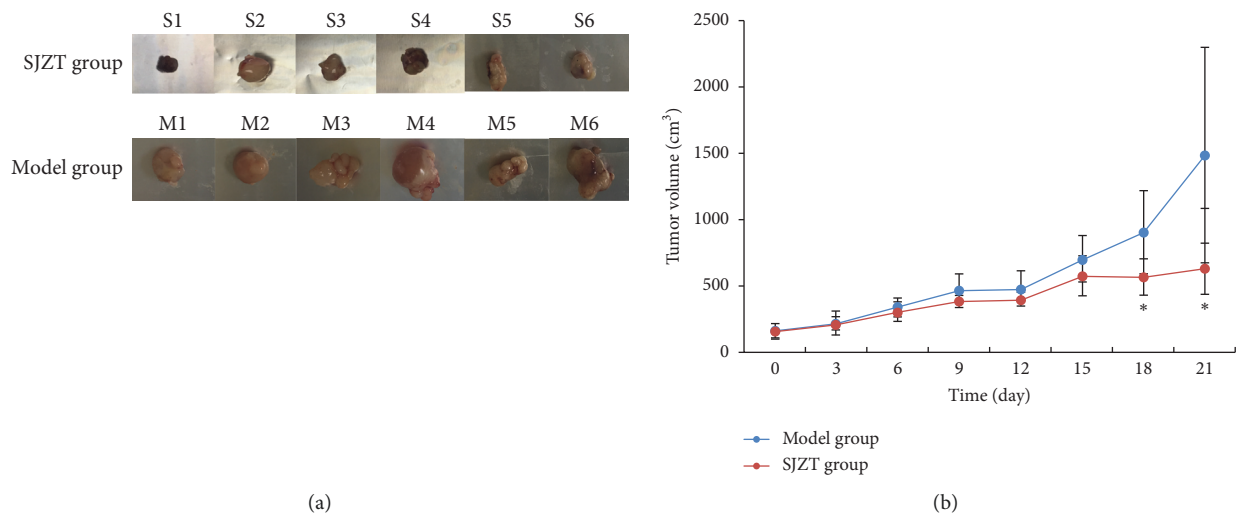 S1 S2 S3 S4 S5 S6
SJZT group
M1 M2 M3 M4 M5 M6
Model group
(a)
Tumor volume (cm³)
2500
2000
1500
1000
500
0
0 3 6 9 12 15 18 21
* *
Time (day)
Model group
SJZT group
(b)